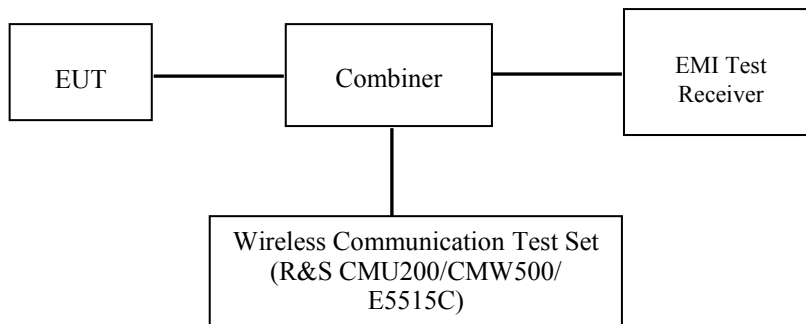 EUT
Combiner
EMI Test
Receiver
Wireless Communication Test Set
(R&S CMU200/CMW500/
E5515C)